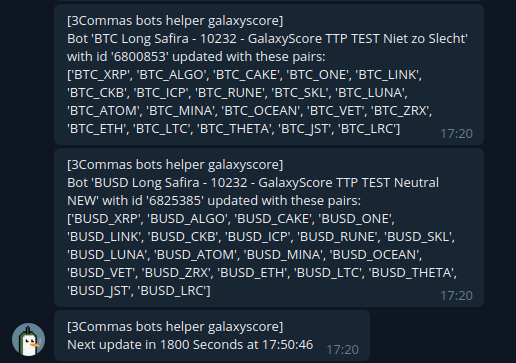 [3Commas bots helper galaxyscore]
Bot 'BTC Long Safira - 10232 - GalaxyScore TTP TEST Niet zo Slecht'
with id '6800853' updated with these pairs:
['BTC_XRP', 'BTC_ALGO', 'BTC_CAKE', 'BTC_ONE', 'BTC_LINK',
'BTC_CKB', 'BTC_ICP', 'BTC_RUNE', 'BTC_SKL', 'BTC_LUNA',
'BTC_ATOM', 'BTC_MINA', 'BTC_OCEAN', 'BTC_VET', 'BTC_ZRX',
'BTC_ETH', 'BTC_LTC', 'BTC_THETA', 'BTC_JST', 'BTC_LRC']
17:20
[3Commas bots helper galaxyscore]
Bot 'BUSD Long Safira - 10232 - GalaxyScore TTP TEST Neutral
NEW' with id '6825385' updated with these pairs:
['BUSD_XRP', 'BUSD_ALGO', 'BUSD_CAKE', 'BUSD_ONE',
'BUSD_LINK', 'BUSD_CKB', 'BUSD_ICP', 'BUSD_RUNE', 'BUSD_SKL',
'BUSD_LUNA', 'BUSD_ATOM', 'BUSD_MINA', 'BUSD_OCEAN',
'BUSD_VET', 'BUSD_ZRX', 'BUSD_ETH', 'BUSD_LTC', 'BUSD_THETA',
'BUSD_JST', 'BUSD_LRC']
17:20
[3Commas bots helper galaxyscore]
Next update in 1800 Seconds at 17:50:46
17:20